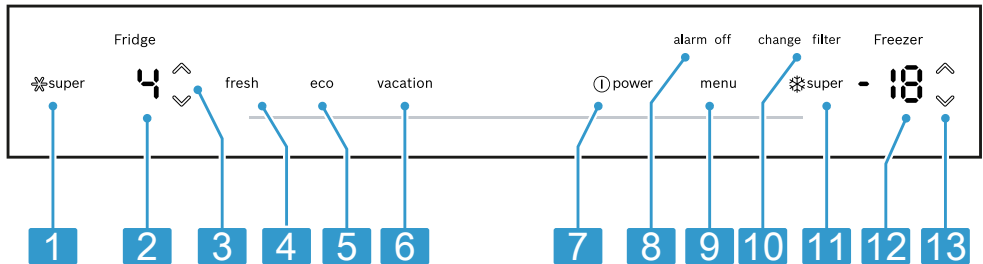 Fridge alarm off change filter Freezer
super 4 fresh eco vacation power menu super - 18
1 2 3 4 5 6 7 8 9 10 11 12 13